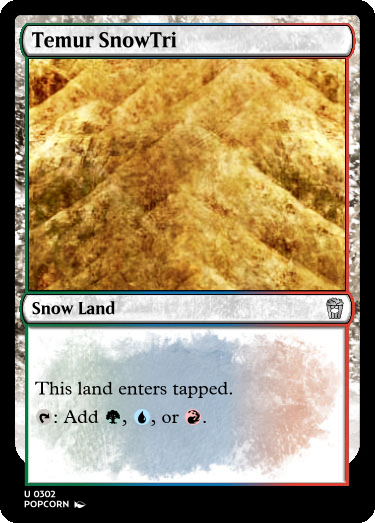 Temur SnowTri
Snow Land
This land enters tapped.
: Add , , or .
U 0302
POPCORN